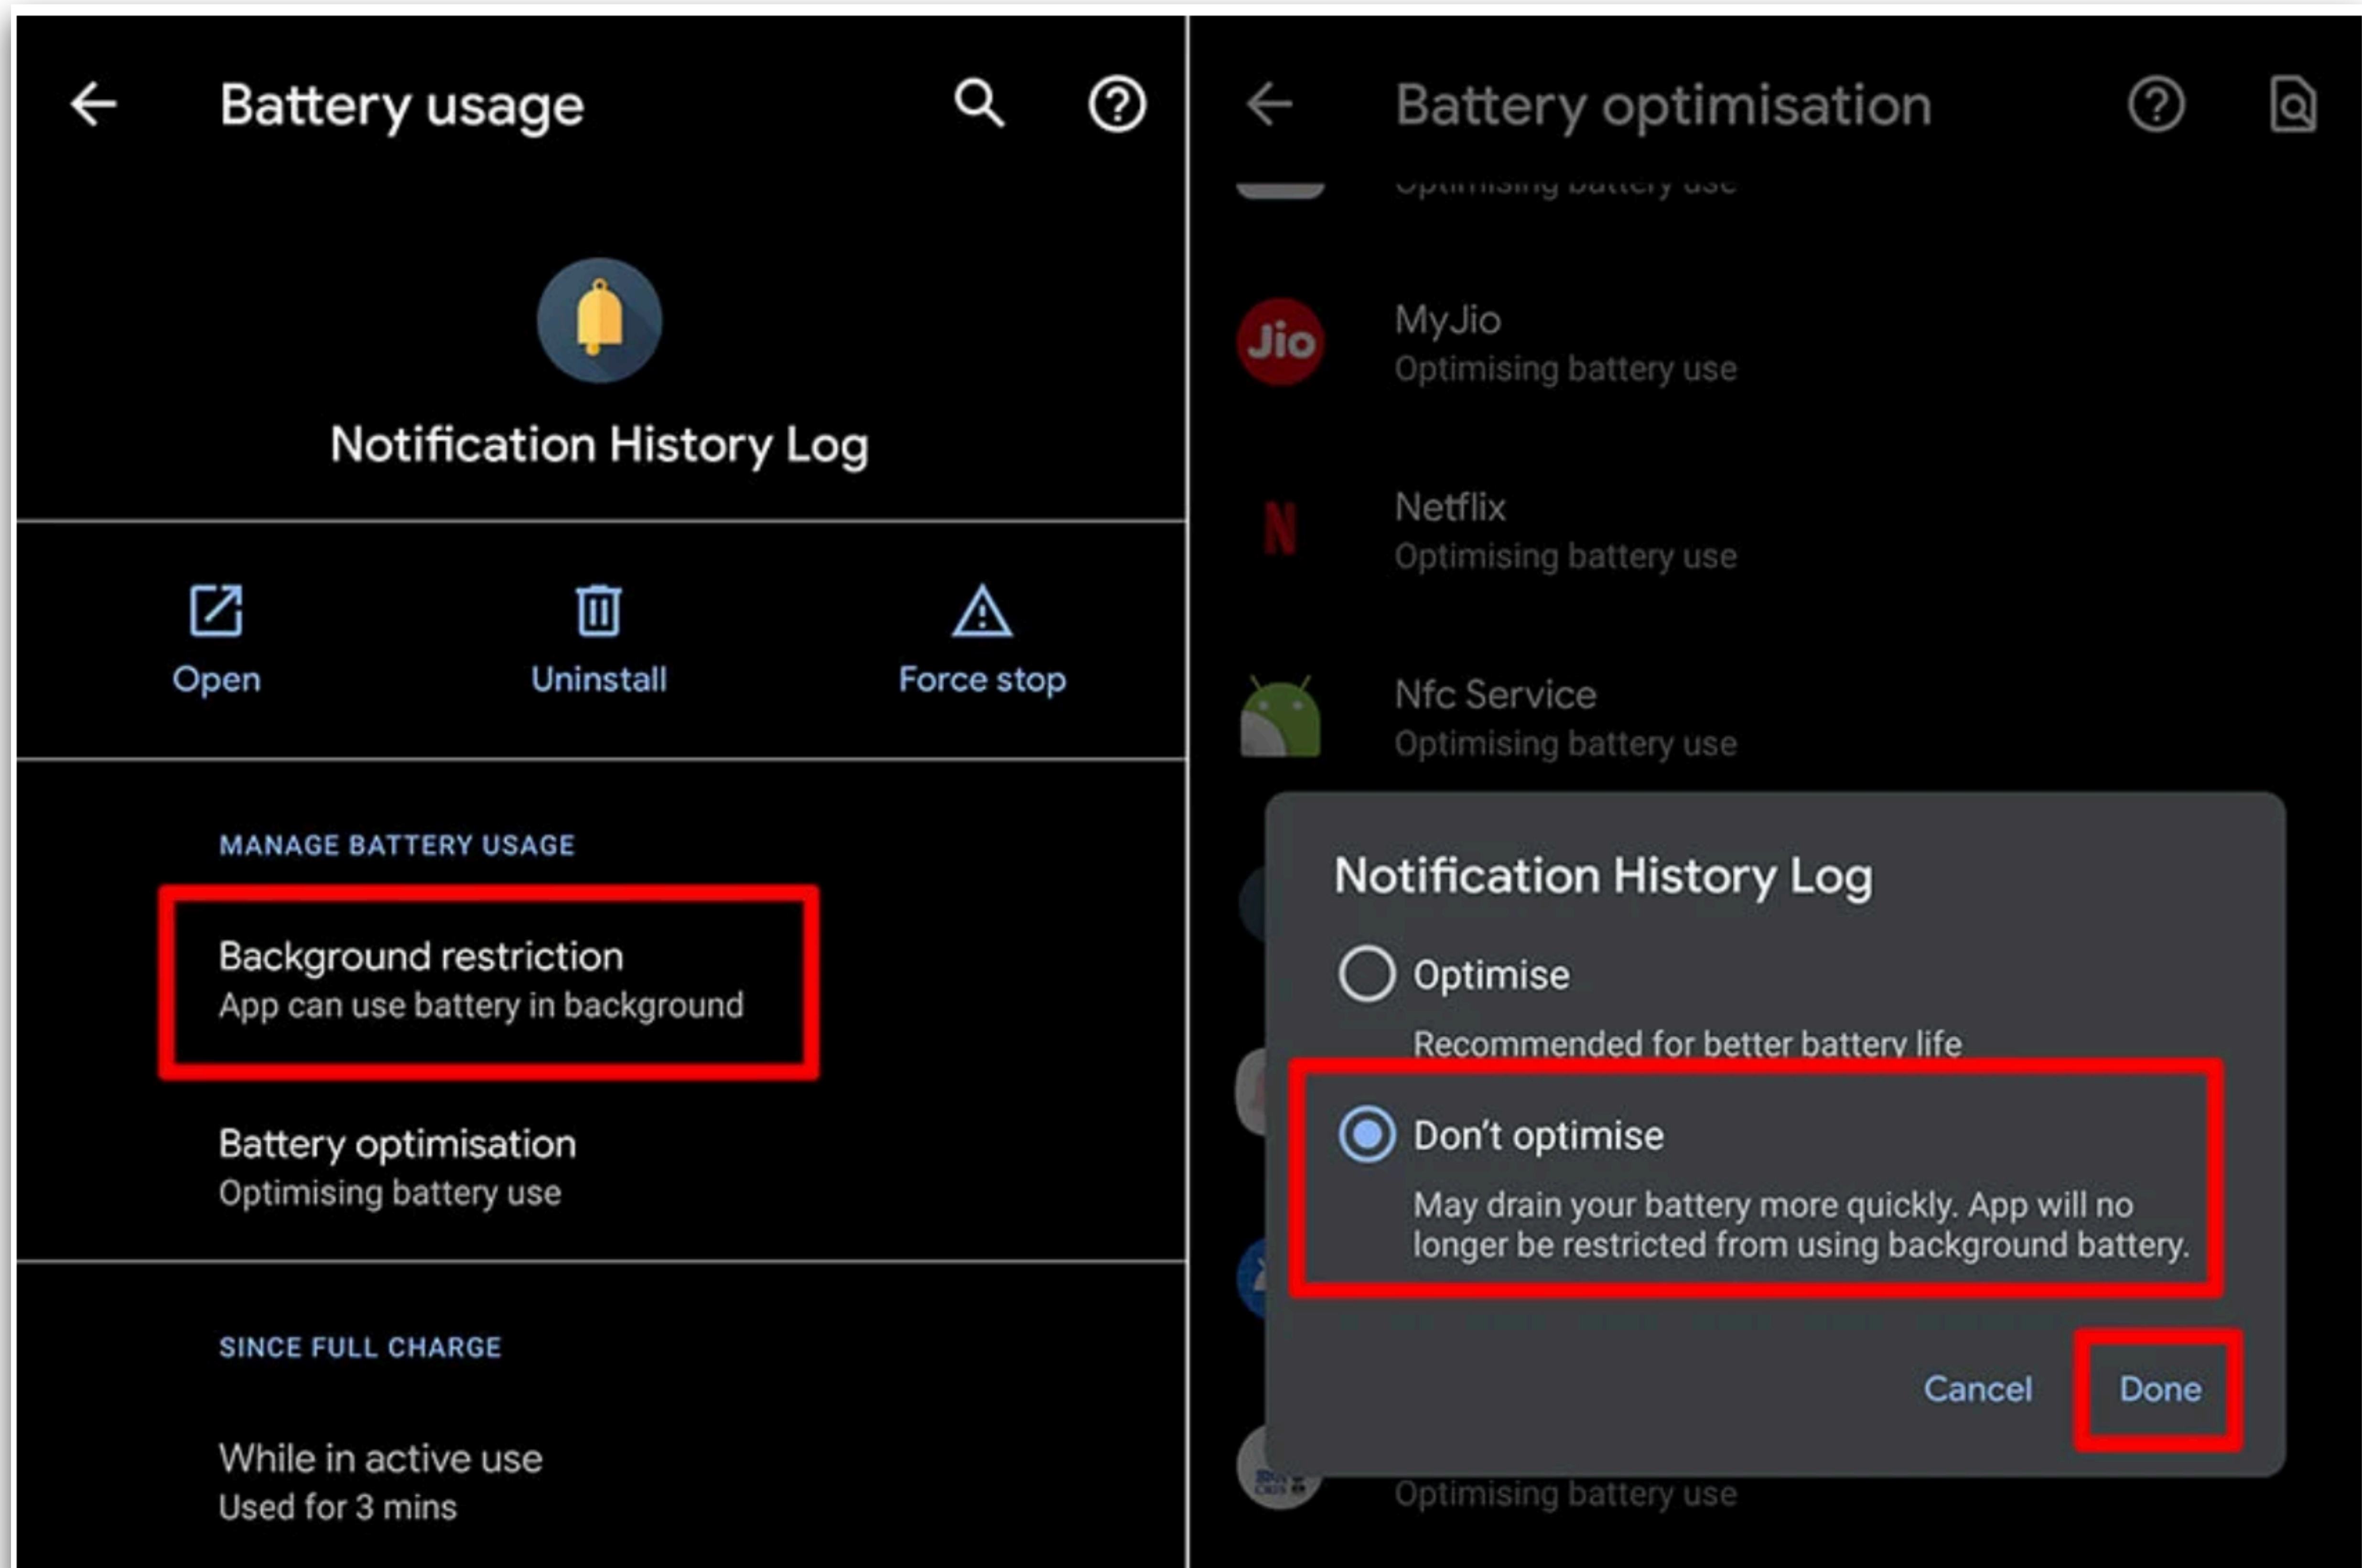 Battery usage
Notification History Log
Open
Uninstall
Force stop
MANAGE BATTERY USAGE
Background restriction
App can use battery in background
Battery optimisation
Optimising battery use
SINCE FULL CHARGE
While in active use
Used for 3 mins
Battery optimisation
Optimising battery use
Jio
MyJio
Optimising battery use
N
Netflix
Optimising battery use
Nfc Service
Optimising battery use
Notification History Log
Optimise
Recommended for better battery life
Don't optimise
May drain your battery more quickly. App will no
longer be restricted from using background battery.
Cancel
Done
Optimising battery use